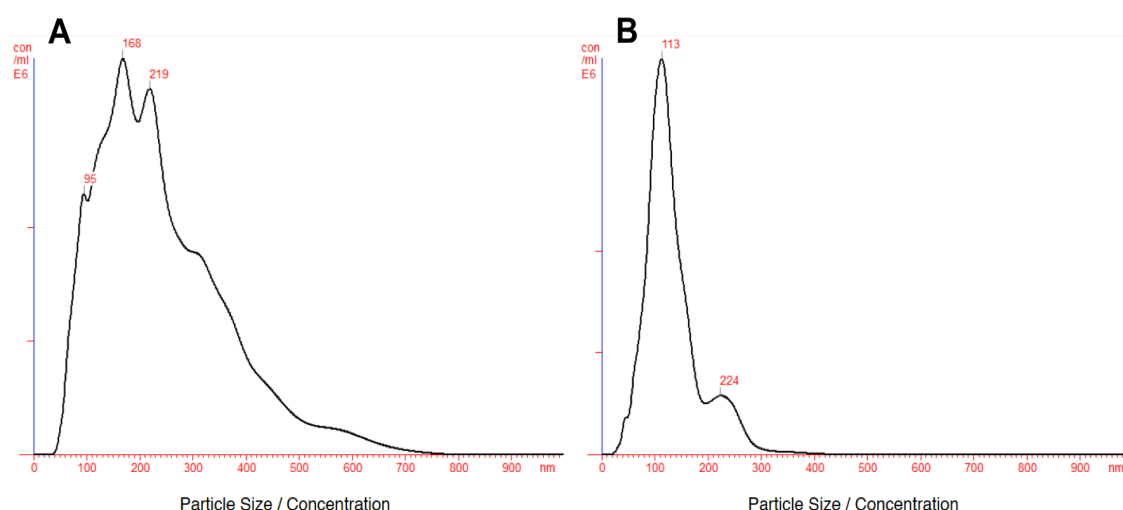 A
con
/ml
E6
168
219
95
0 100 200 300 400 500 600 700 800 900 nm
Particle Size / Concentration
B
con
/ml
E6
113
224
0 100 200 300 400 500 600 700 800 900 nm
Particle Size / Concentration